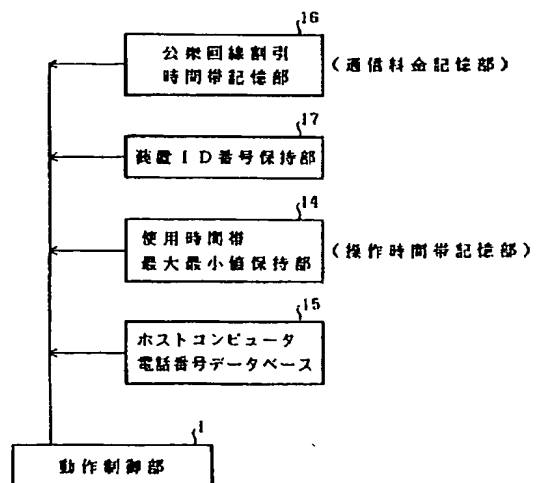 16
公衆回線割引
時間帯記憶部
(通信料金記憶部)
17
装置ID番号保持部
14
使用時間帯
最大最小値保持部
(操作時間帯記憶部)
15
ホストコンピュータ
電話番号データベース
1
動作制御部